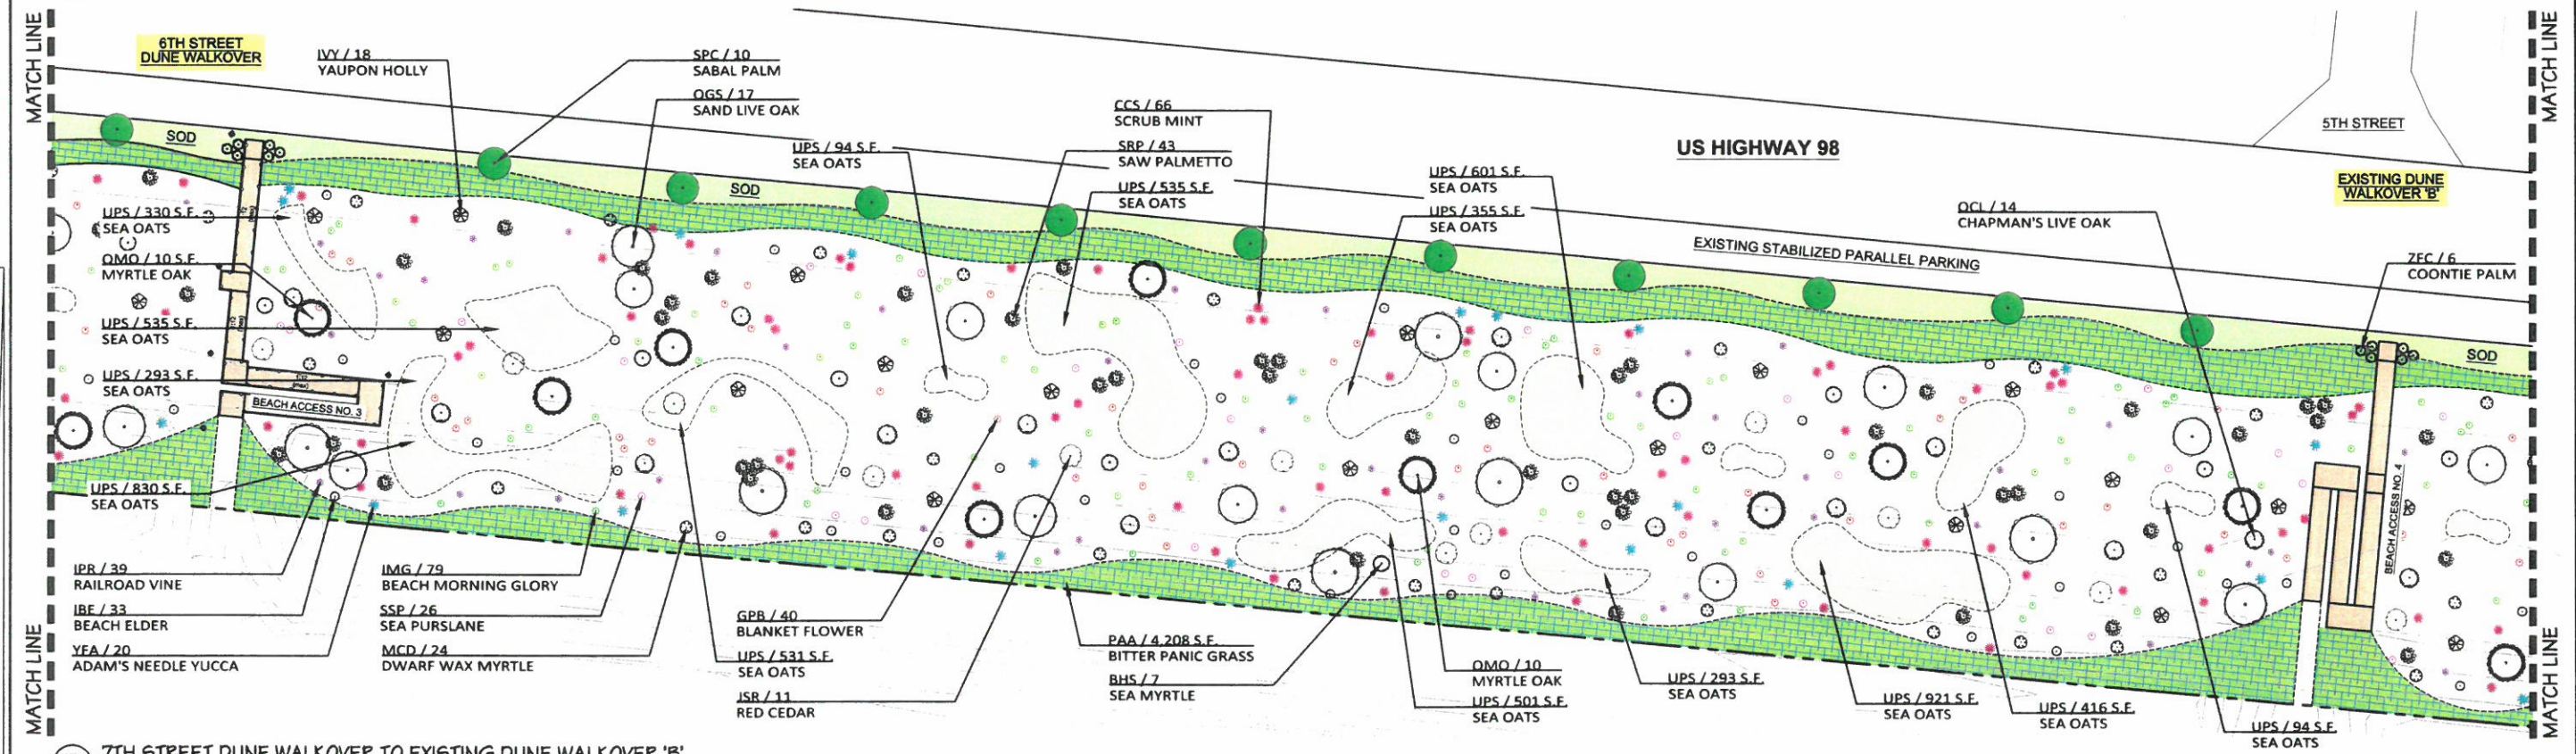 MATCH LINE
6TH STREET
DUNE WALKOVER
IVY / 18
YAUPON HOLLY
SPC / 10
SABAL PALM
QGS / 17
SAND LIVE OAK
UPS / 94 S.F.
SEA OATS
CCS / 66
SCRUB MINT
SRP / 43
SAW PALMETTO
UPS / 535 S.F.
SEA OATS
UPS / 601 S.F.
SEA OATS
UPS / 355 S.F.
SEA OATS
US HIGHWAY 98
5TH STREET
MATCH LINE
EXISTING DUNE
WALKOVER 'B'
QCL / 14
CHAPMAN'S LIVE OAK
EXISTING STABILIZED PARALLEL PARKING
ZFC / 6
COONTIE PALM
SOD
SOD
SOD
UPS / 330 S.F.
SEA OATS
QMO / 10 S.F.
MYRTLE OAK
UPS / 535 S.F.
SEA OATS
UPS / 293 S.F.
SEA OATS
BEACH ACCESS NO. 3
BEACH ACCESS NO. 4
UPS / 830 S.F.
SEA OATS
IPR / 39
RAILROAD VINE
IBE / 33
BEACH ELDER
YFA / 20
ADAM'S NEEDLE YUCCA
IMG / 79
BEACH MORNING GLORY
SSP / 26
SEA PURSLANE
MCD / 24
DWARF WAX MYRTLE
GPB / 40
BLANKET FLOWER
UPS / 531 S.F.
SEA OATS
JSR / 11
RED CEDAR
PAA / 4,208 S.F.
BITTER PANIC GRASS
BHS / 7
SEA MYRTLE
QMO / 10
MYRTLE OAK
UPS / 501 S.F.
SEA OATS
UPS / 293 S.F.
SEA OATS
UPS / 921 S.F.
SEA OATS
UPS / 416 S.F.
SEA OATS
UPS / 94 S.F.
SEA OATS
MATCH LINE
MATCH LINE
7TH STREET DUNE WALKOVER TO EXISTING DUNE WALKOVER 'B'